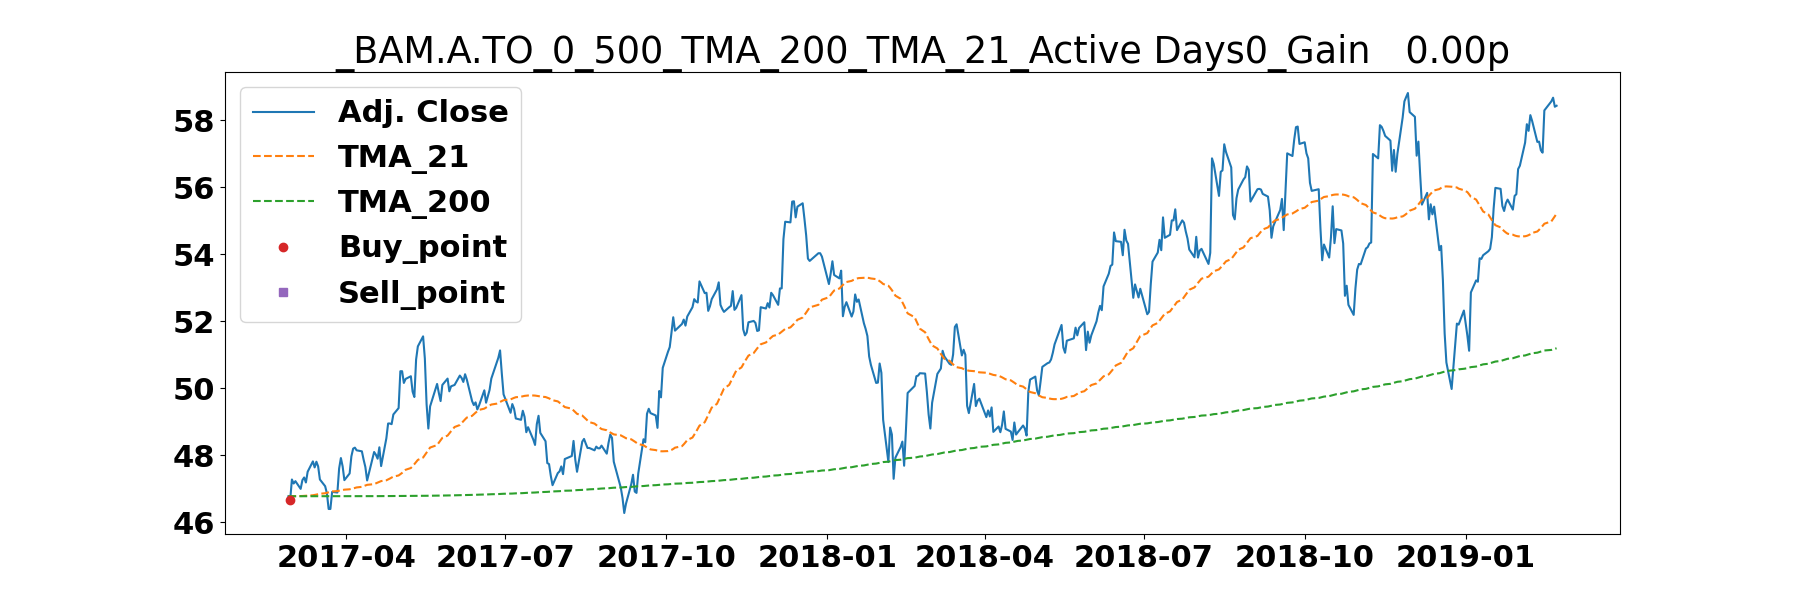 _BAM.A.TO_0_500_TMA_200_TMA_21_Active Days0_Gain   0.00p
Adj. Close
TMA_21
TMA_200
Buy_point
Sell_point
58
56
54
52
50
48
46
2017-04 2017-07 2017-10 2018-01 2018-04 2018-07 2018-10 2019-01